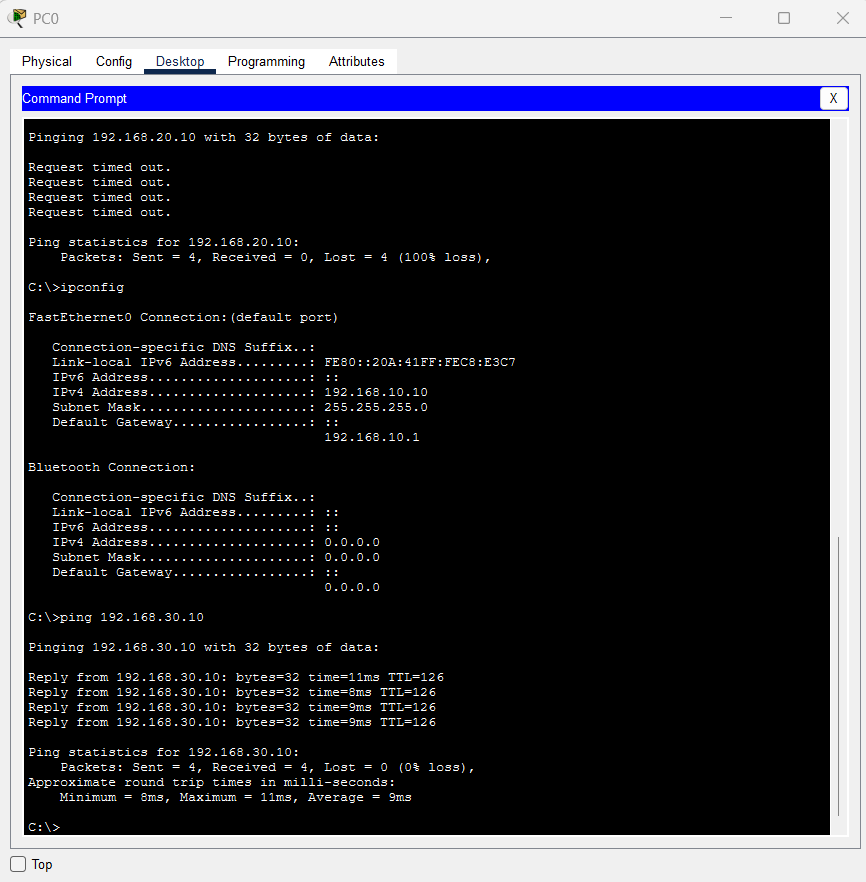 PC0
Physical Config Desktop Programming Attributes
Command Prompt
X
Pinging 192.168.20.10 with 32 bytes of data:
Request timed out.
Request timed out.
Request timed out.
Request timed out.
Ping statistics for 192.168.20.10:
Packets: Sent = 4, Received = 0, Lost = 4 (100% loss),
C:\>ipconfig
FastEthernet0 Connection:(default port)
Connection-specific DNS Suffix..:
Link-local IPv6 Address.........: FE80::20A:41FF:FEC8:E3C7
IPv6 Address....................: ::
IPv4 Address....................: 192.168.10.10
Subnet Mask.....................: 255.255.255.0
Default Gateway.................: ::
192.168.10.1
Bluetooth Connection:
Connection-specific DNS Suffix..:
Link-local IPv6 Address.........: ::
IPv6 Address....................: ::
IPv4 Address....................: 0.0.0.0
Subnet Mask.....................: 0.0.0.0
Default Gateway.................: ::
0.0.0.0
C:\>ping 192.168.30.10
Pinging 192.168.30.10 with 32 bytes of data:
Reply from 192.168.30.10: bytes=32 time=11ms TTL=126
Reply from 192.168.30.10: bytes=32 time=8ms TTL=126
Reply from 192.168.30.10: bytes=32 time=9ms TTL=126
Reply from 192.168.30.10: bytes=32 time=9ms TTL=126
Ping statistics for 192.168.30.10:
Packets: Sent = 4, Received = 4, Lost = 0 (0% loss),
Approximate round trip times in milli-seconds:
Minimum = 8ms, Maximum = 11ms, Average = 9ms
C:\>
Top